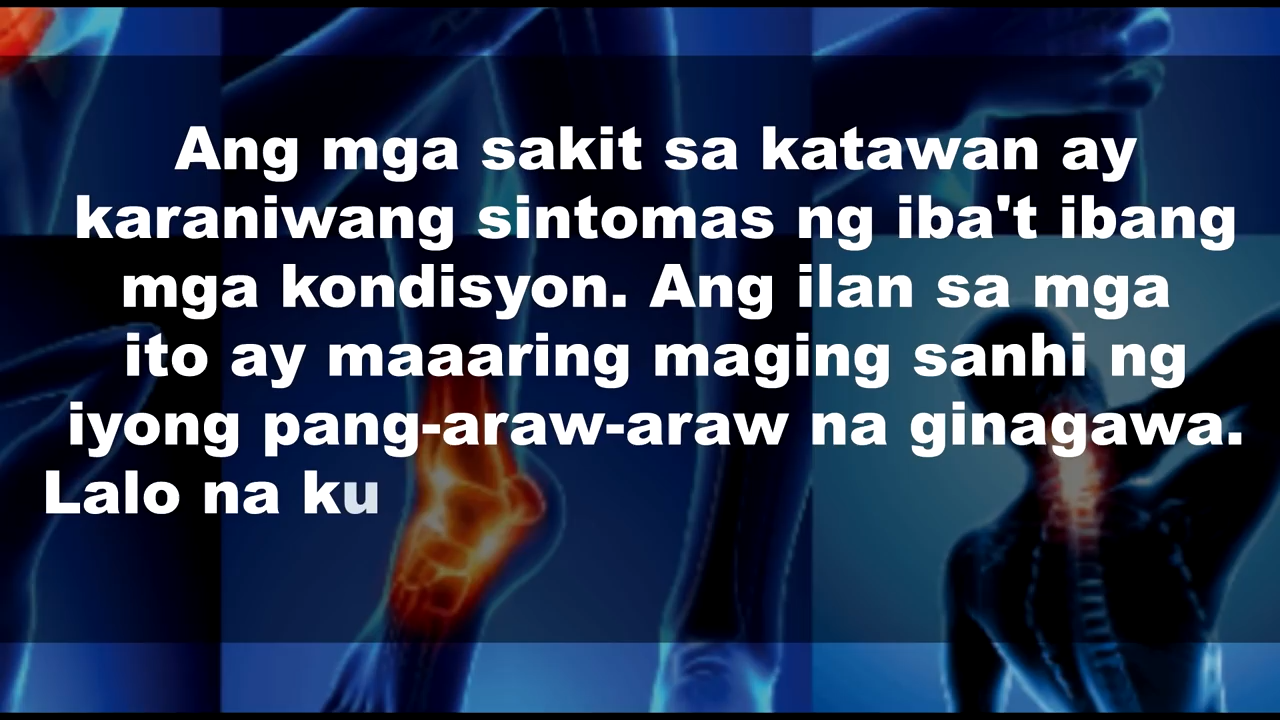 Ang mga sakit sa katawan ay
karaniwang sintomas ng iba't ibang
mga kondisyon. Ang ilan sa mga
ito ay maaaring maging sanhi ng
iyong pang-araw-araw na ginagawa.
Lalo na ku